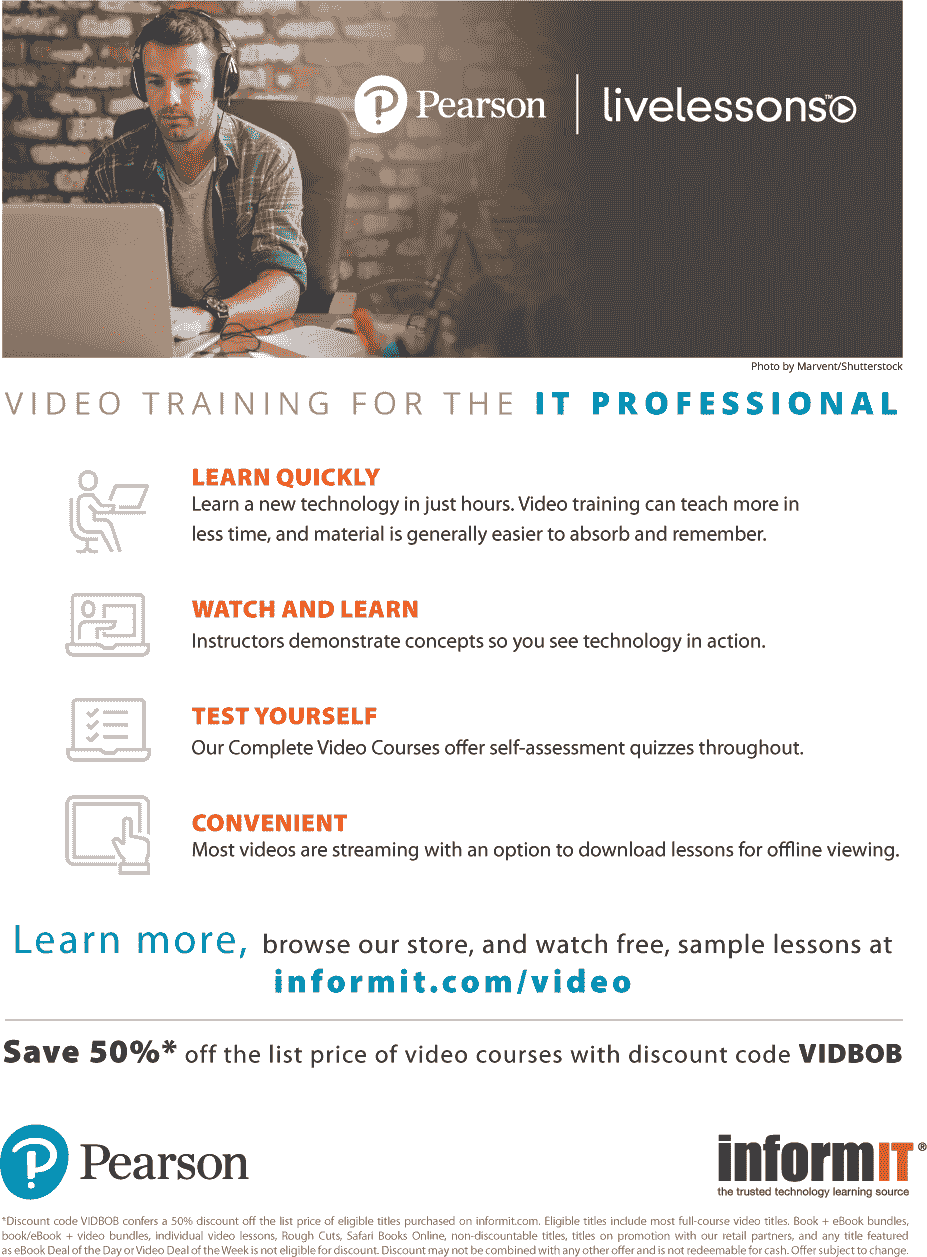 Pearson | livelessons™
Photo by Marvent/Shutterstock
VIDEO TRAINING FOR THE IT PROFESSIONAL
LEARN QUICKLY
Learn a new technology in just hours. Video training can teach more in
less time, and material is generally easier to absorb and remember.
WATCH AND LEARN
Instructors demonstrate concepts so you see technology in action.
TEST YOURSELF
Our Complete Video Courses offer self-assessment quizzes throughout.
CONVENIENT
Most videos are streaming with an option to download lessons for offline viewing.
Learn more, browse our store, and watch free, sample lessons at
informit.com/video
Save 50%* off the list price of video courses with discount code VIDBOB
Pearson
informIT®
the trusted technology learning source
*Discount code VIDBOB confers a 50% discount off the list price of eligible titles purchased on informit.com. Eligible titles include most full-course video titles. Book + eBook bundles,
book/eBook + video bundles, individual video lessons, Rough Cuts, Safari Books Online, non-discountable titles, titles on promotion with our retail partners, and any title featured
as eBook Deal of the Day or Video Deal of the Week is not eligible for discount. Discount may not be combined with any other offer and is not redeemable for cash. Offer subject to change.